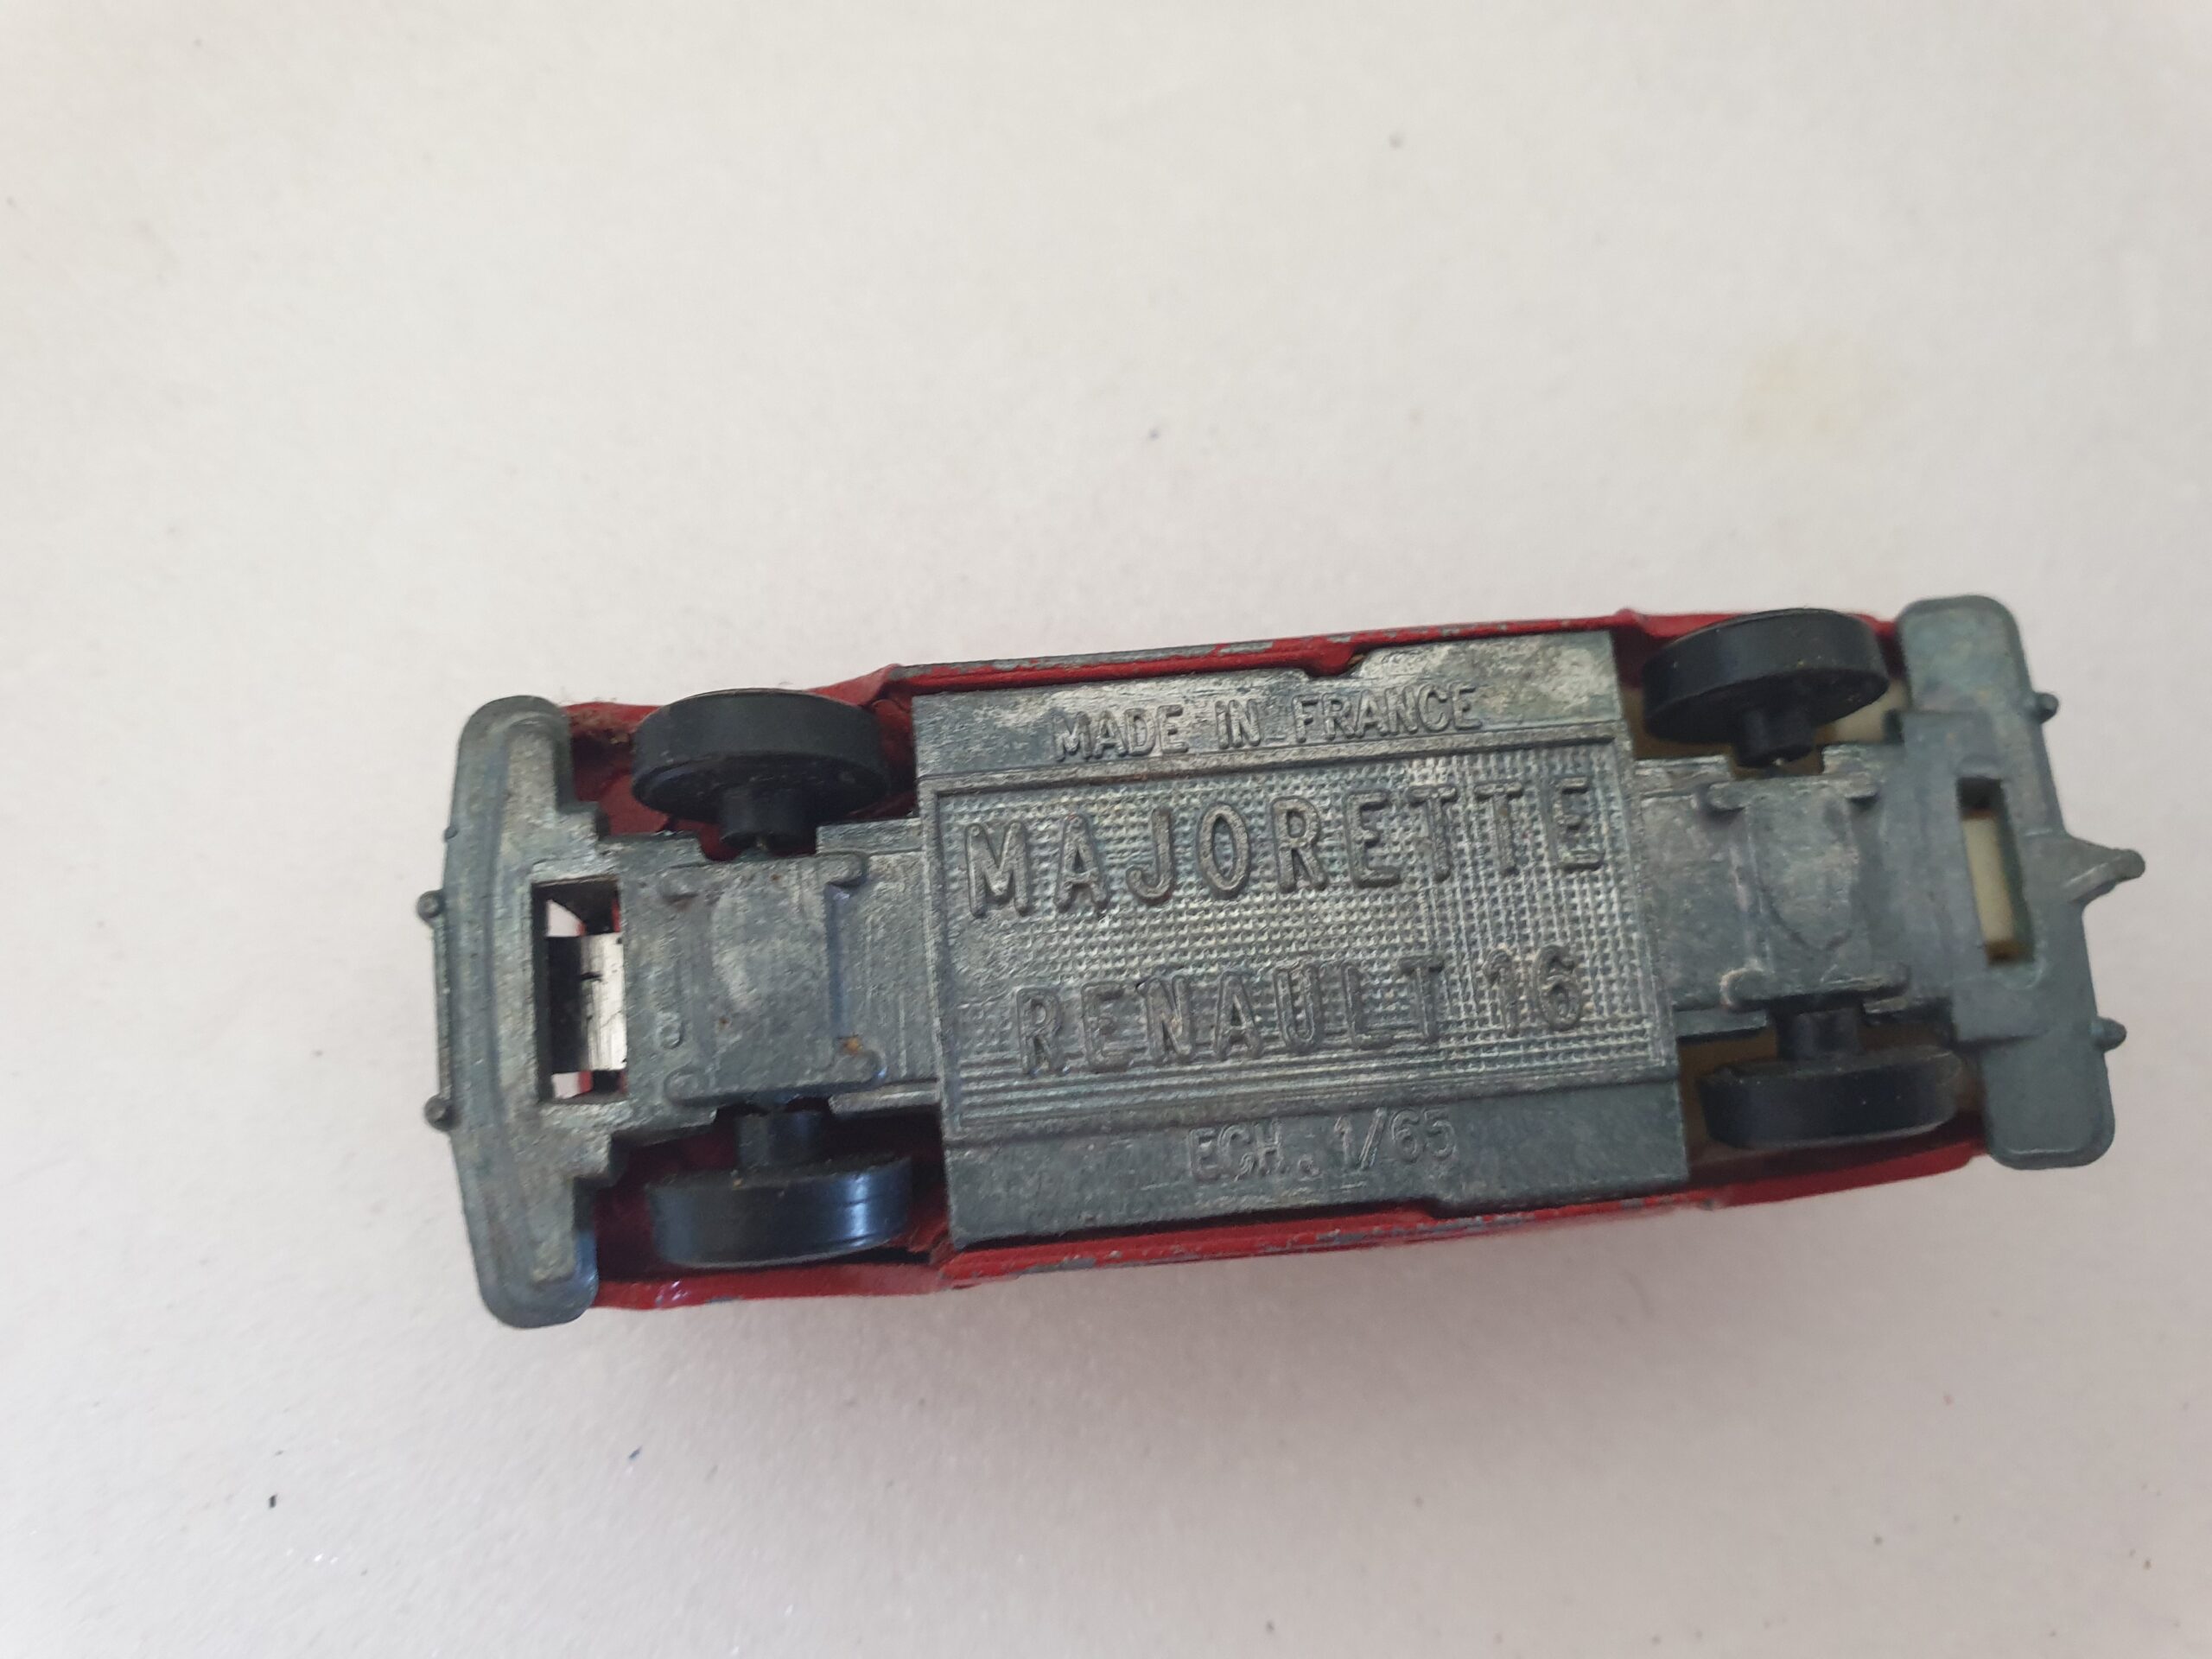 MADE IN FRANCE
MAJORETTE
RENAULT 16
ECH. 1/65